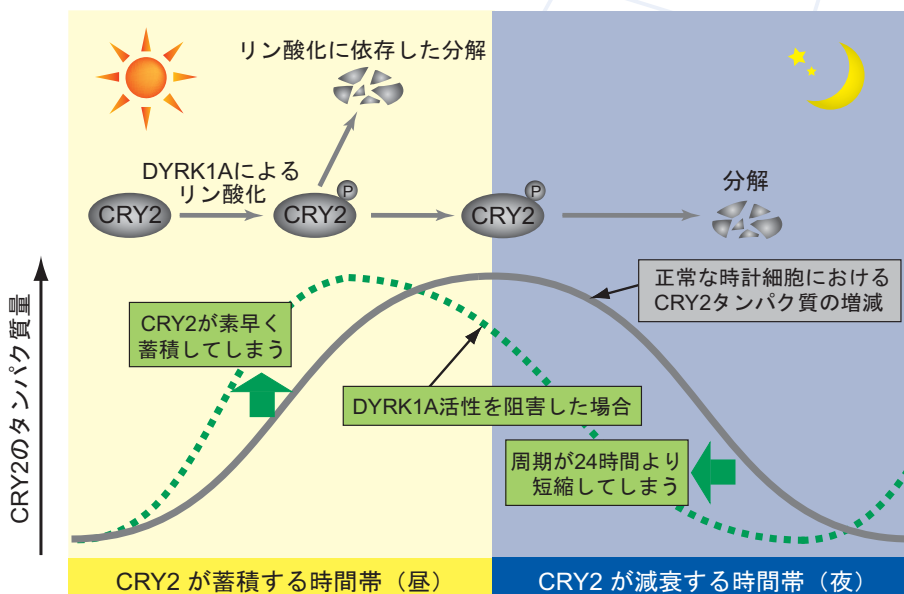 リン酸化に依存した分解
DYRK1Aによる
リン酸化
分解
CRY2
CRY2
P
CRY2
P
正常な時計細胞における
CRY2タンパク質の増減
CRY2が素早く
蓄積してしまう
DYRK1A活性を阻害した場合
周期が24時間より
短縮してしまう
CRY2のタンパク質量
CRY2 が蓄積する時間帯（昼）
CRY2 が減衰する時間帯（夜）